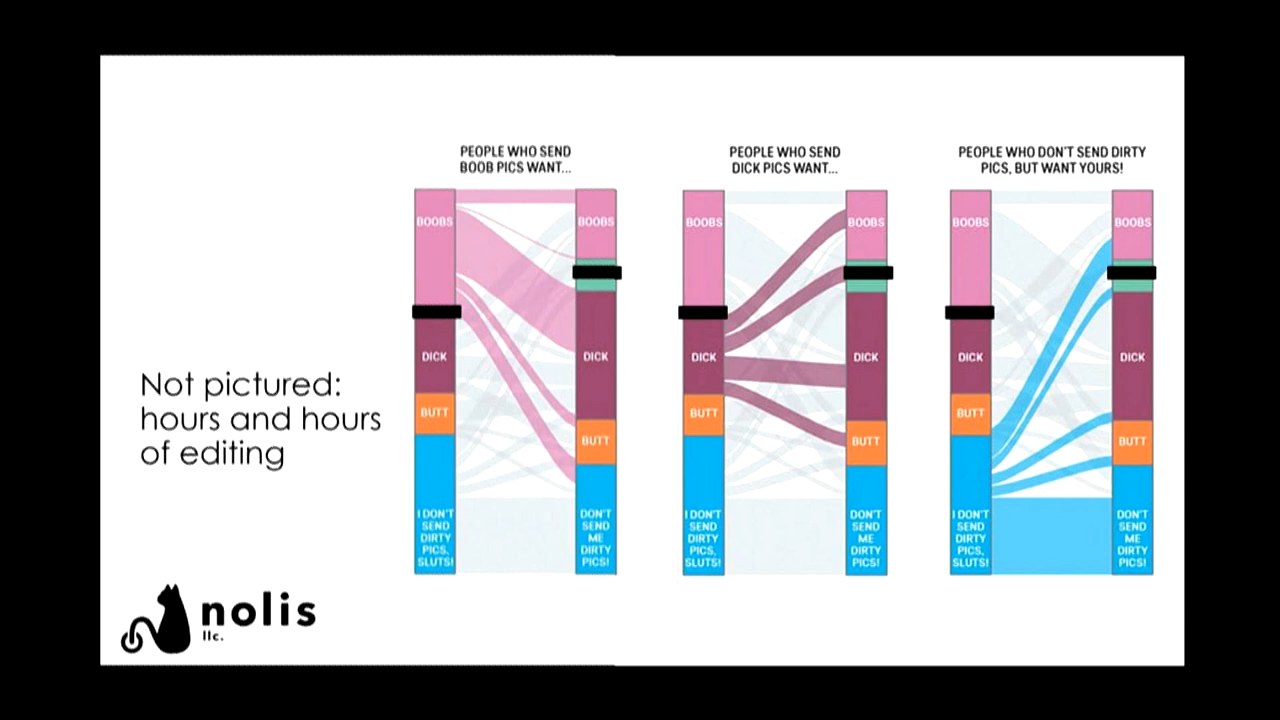 PEOPLE WHO SEND
BOOB PICS WANT...
PEOPLE WHO SEND
DICK PICS WANT...
PEOPLE WHO DON'T SEND DIRTY
PICS, BUT WANT YOURS!
BOOBS
DICK
BUTT
I DON'T
SEND
DIRTY
PICS,
SLUTS!
BOOBS
DICK
BUTT
DON'T
SEND
ME
DIRTY
PICS!
BOOBS
DICK
BUTT
I DON'T
SEND
DIRTY
PICS,
SLUTS!
BOOBS
DICK
BUTT
DON'T
SEND
ME
DIRTY
PICS!
BOOBS
DICK
BUTT
I DON'T
SEND
DIRTY
PICS,
SLUTS!
BOOBS
DICK
BUTT
DON'T
SEND
ME
DIRTY
PICS!
Not pictured:
hours and hours
of editing
nolis
llc.